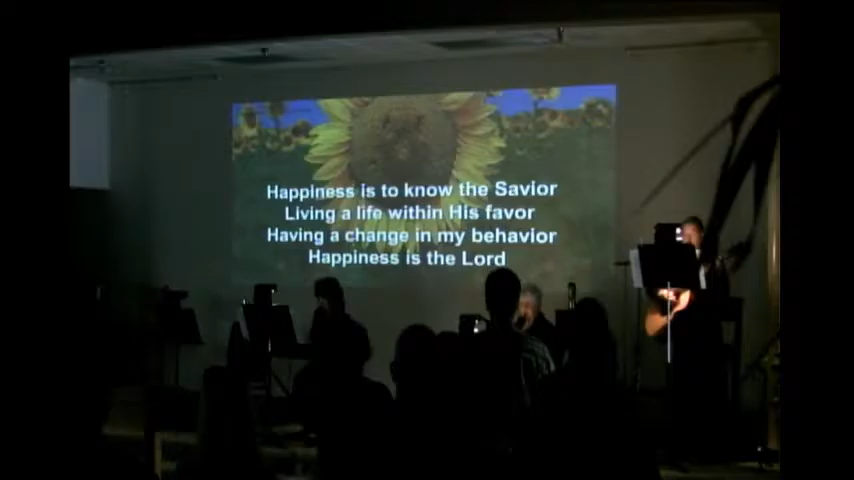 Happiness is to know the Savior
Living a life within His favor
Having a change in my behavior
Happiness is the Lord